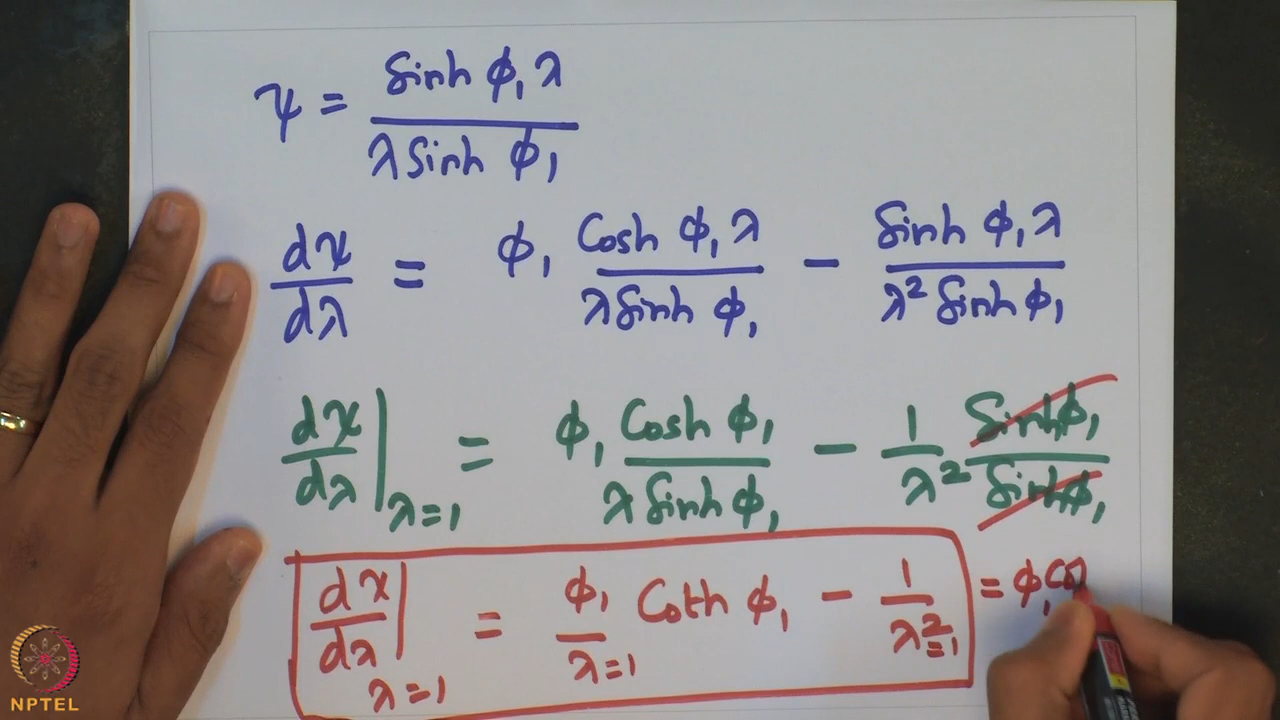 ψ = sinh φ₁λ / λ sinh φ₁
dψ/dλ = φ₁ Cosh φ₁λ / λ sinh φ₁ − sinh φ₁λ / λ² sinh φ₁
dψ/dλ|λ=1 = φ₁ Cosh φ₁ / λ sinh φ₁ − 1/λ² sinh φ₁ / sinh φ₁
dψ/dλ|λ=1 = φ₁/λ=1 Coth φ₁ − 1/λ²=1 = φ₁ co
NPTEL